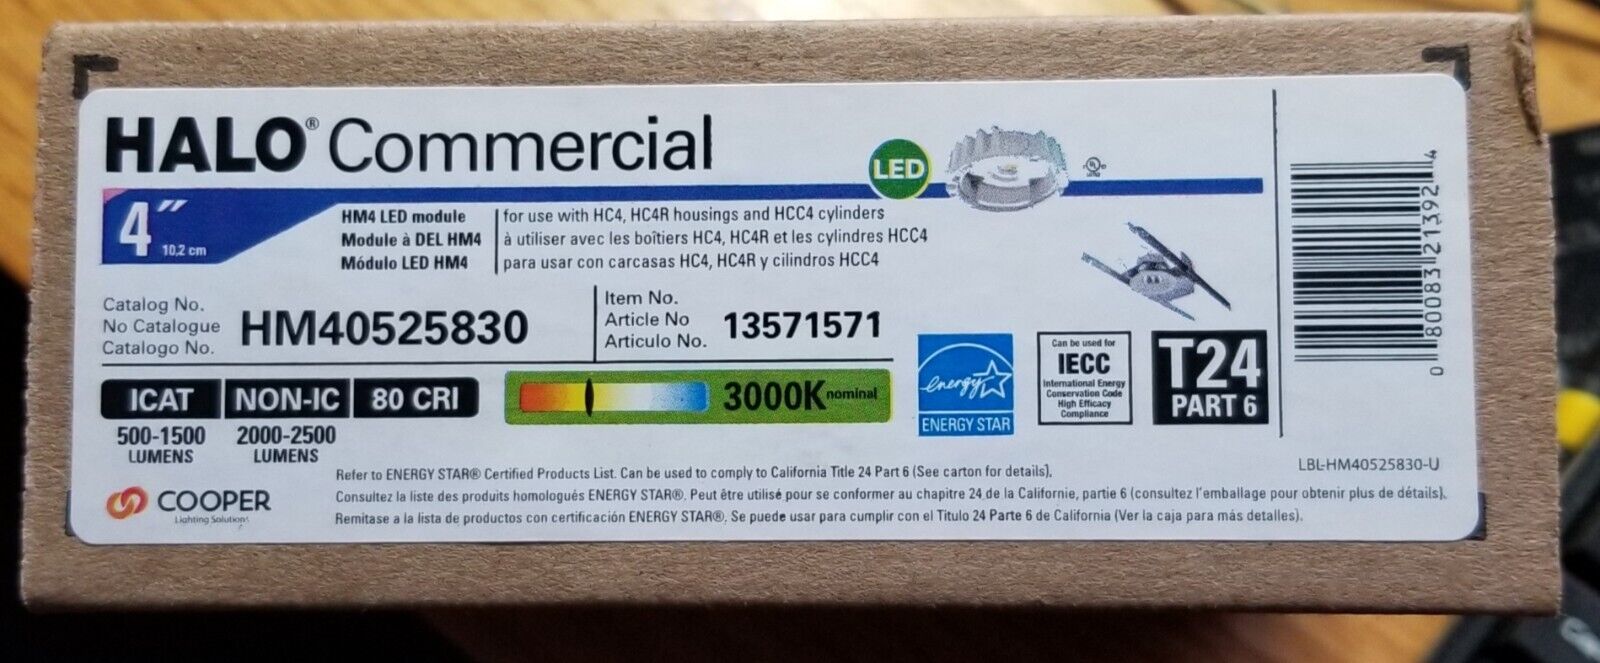 HALO® Commercial
LED
4"
10,2 cm
HM4 LED module
Module à DEL HM4
Módulo LED HM4
for use with HC4, HC4R housings and HCC4 cylinders
à utiliser avec les boîtiers HC4, HC4R et les cylindres HCC4
para usar con carcasas HC4, HC4R y cilindros HCC4
Catalog No.
No Catalogue
Catalogo No.
HM40525830
Item No.
Article No
Articulo No.
13571571
ICAT
NON-IC
80 CRI
500-1500
LUMENS
2000-2500
LUMENS
3000K nominal
energy
ENERGY STAR
Can be used for
IECC
International Energy
Conservation Code
High Efficacy
Compliance
T24
PART 6
0 80083 21392 4
LBL-HM40525830-U
COOPER
Lighting Solutions
Refer to ENERGY STAR® Certified Products List. Can be used to comply to California Title 24 Part 6 (See carton for details).
Consultez la liste des produits homologués ENERGY STAR®. Peut être utilisé pour se conformer au chapitre 24 de la Californie, partie 6 (consultez l'emballage pour obtenir plus de détails).
Remitase a la lista de productos con certificación ENERGY STAR®. Se puede usar para cumplir con el Titulo 24 Parte 6 de California (Ver la caja para más detalles).